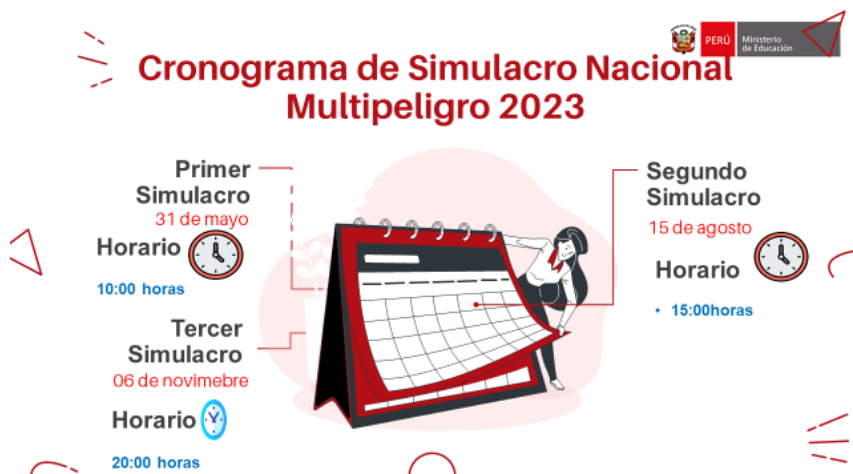 PERÚ
Ministerio
de Educación
Cronograma de Simulacro Nacional
Multipeligro 2023
Primer
Simulacro
31 de mayo
Horario
10:00 horas
Tercer
Simulacro
06 de novimebre
Horario
20:00 horas
Segundo
Simulacro
15 de agosto
Horario
• 15:00horas